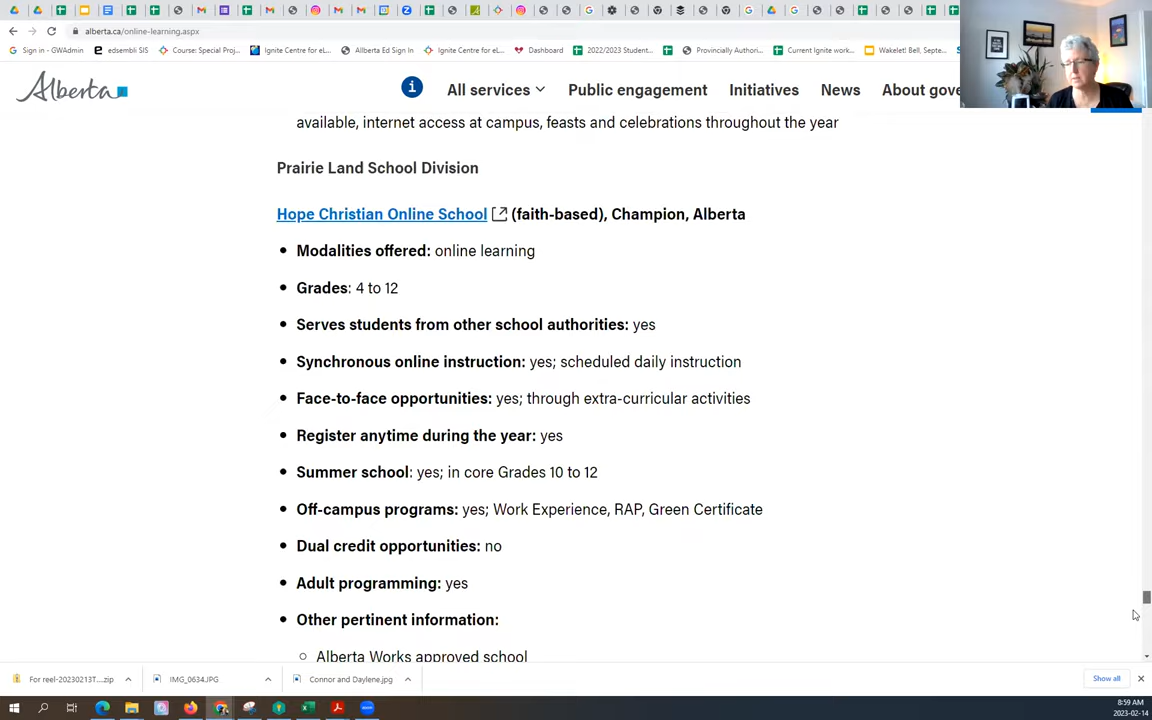 alberta.ca/online-learning.aspx
Sign in - GWAdmin edsembli SIS Course: Special Proj... Ignite Centre for eL... Alberta Ed Sign In Ignite Centre for eL... Dashboard 2022/2023 Student... Provincially Authori... Current Ignite work... Wakelet! Bell, Septe...
Alberta All services Public engagement Initiatives News About gove
available, internet access at campus, feasts and celebrations throughout the year
Prairie Land School Division
Hope Christian Online School (faith-based), Champion, Alberta
• Modalities offered: online learning
• Grades: 4 to 12
• Serves students from other school authorities: yes
• Synchronous online instruction: yes; scheduled daily instruction
• Face-to-face opportunities: yes; through extra-curricular activities
• Register anytime during the year: yes
• Summer school: yes; in core Grades 10 to 12
• Off-campus programs: yes; Work Experience, RAP, Green Certificate
• Dual credit opportunities: no
• Adult programming: yes
• Other pertinent information:
○ Alberta Works approved school
For reel-20230213T....zip IMG_0634.JPG Connor and Daylene.jpg Show all
8:59 AM
2023-02-14